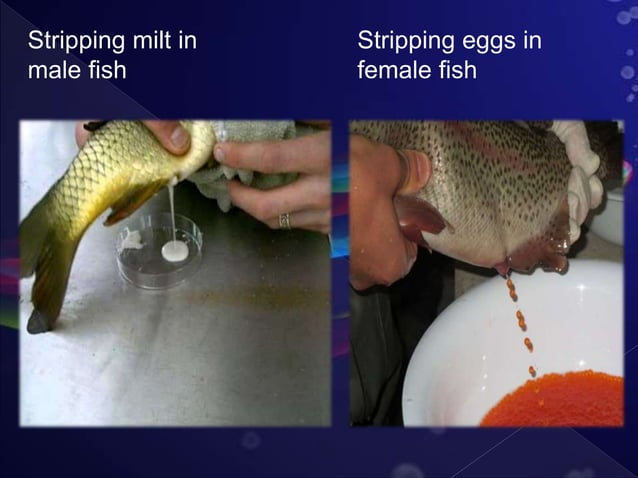 Stripping milt in
male fish
Stripping eggs in
female fish